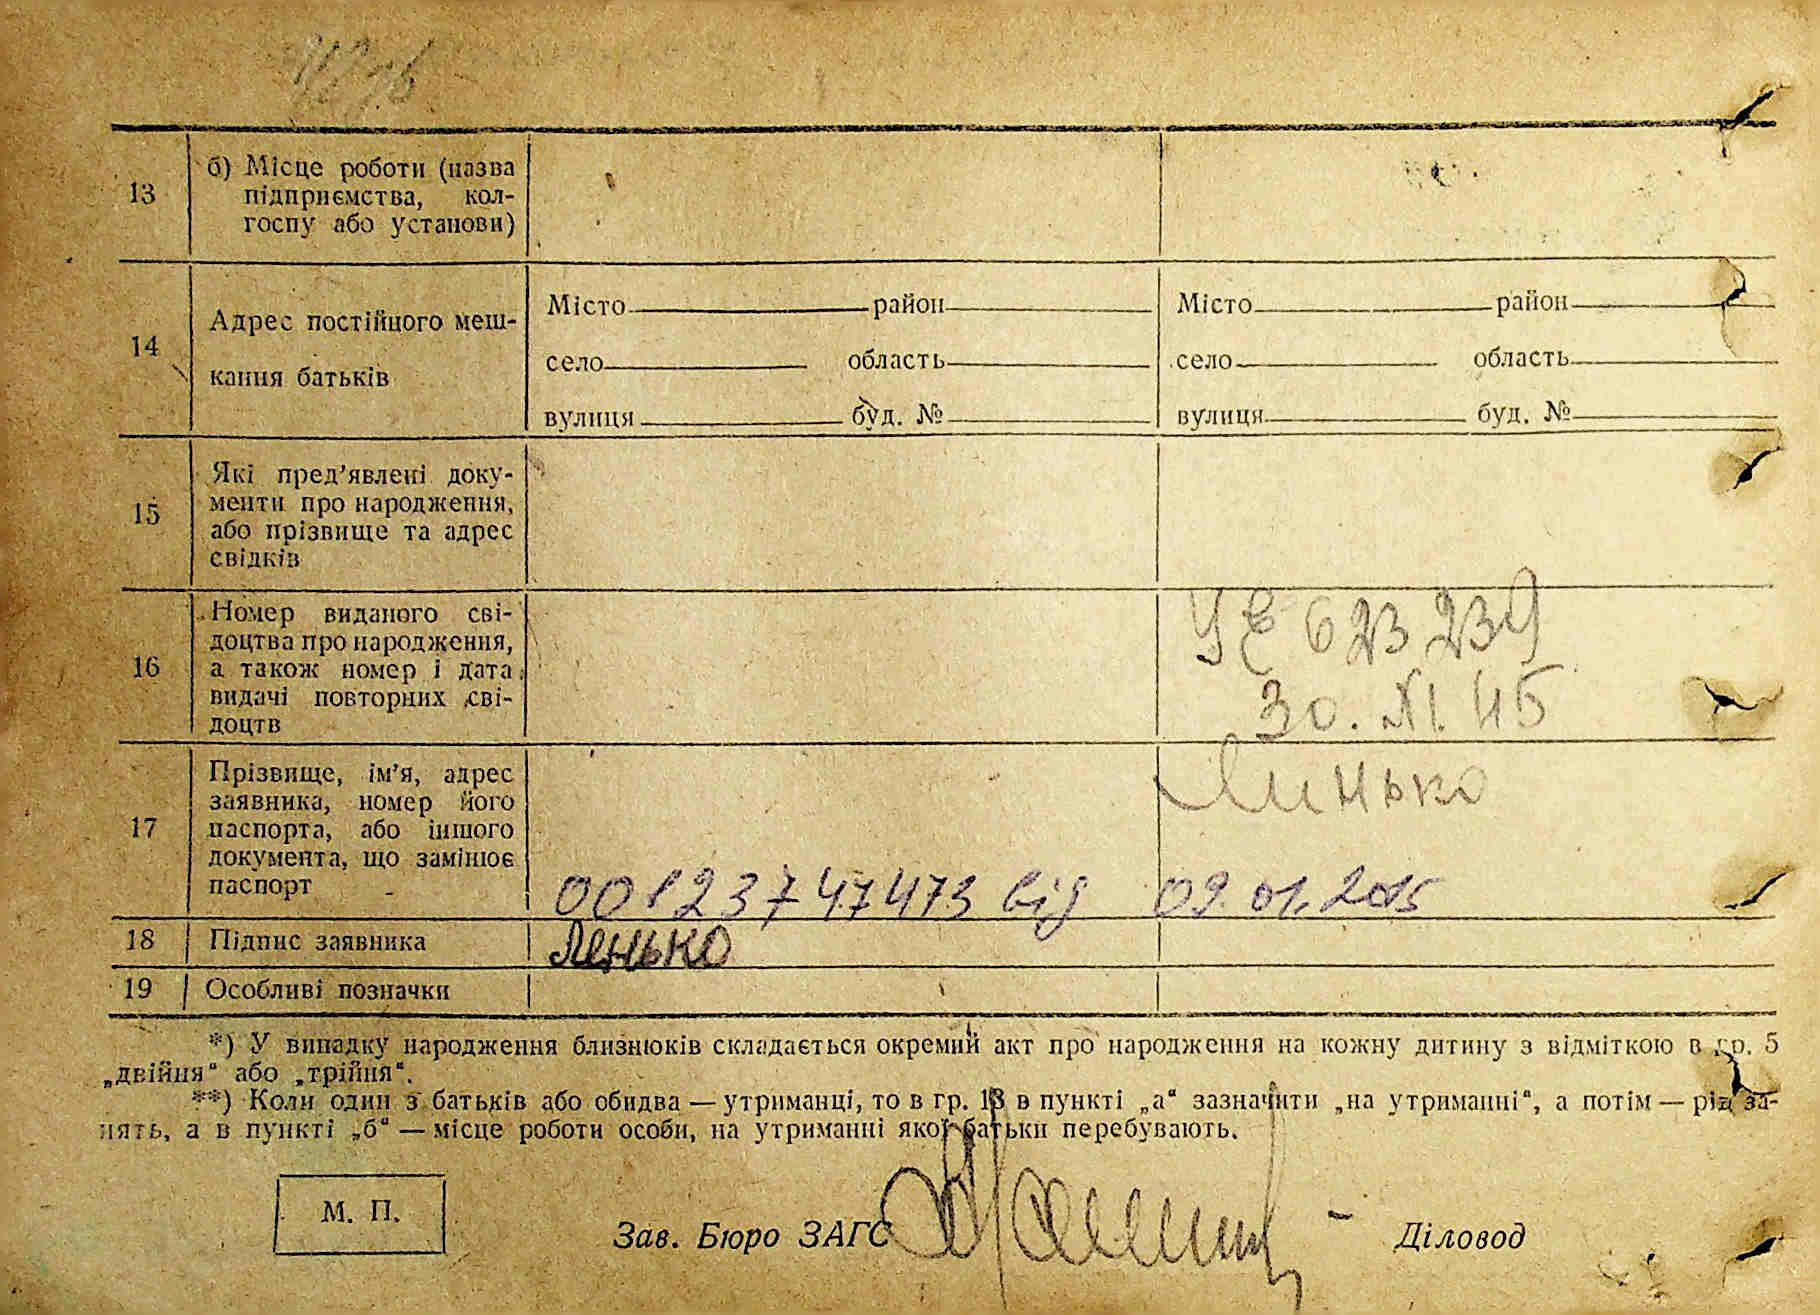 13
б) Місце роботи (назва
підприємства, кол-
госпу або установи)
14
Адрес постійного меш-
кання батьків
Місто район
село область
вулиця буд. №
Місто район
село область
вулиця буд. №
15
Які пред'явлені доку-
менти про народження,
або прізвище та адрес
свідків
16
Номер виданого сві-
доцтва про народження,
а також номер і дата
видачі повторних сві-
доцтв
УЄ 623239
30. XI. 45
17
Прізвище, ім'я, адрес
заявника, номер його
паспорта, або іншого
документа, що замінює
паспорт
Линько
00123747473 від 09.01.2015
18 Підпис заявника
Линько
19 Особливі позначки
*) У випадку народження близнюків складається окремий акт про народження на кожну дитину з відміткою в гр. 5
„двійня“ або „трійня“.
**) Коли один з батьків або обидва — утриманці, то в гр. 13 в пункті „а“ зазначити „на утриманні“, а потім — рід за-
нять, а в пункті „б“ — місце роботи особи, на утриманні якої батьки перебувають.
М. П.
Зав. Бюро ЗАГС
Діловод